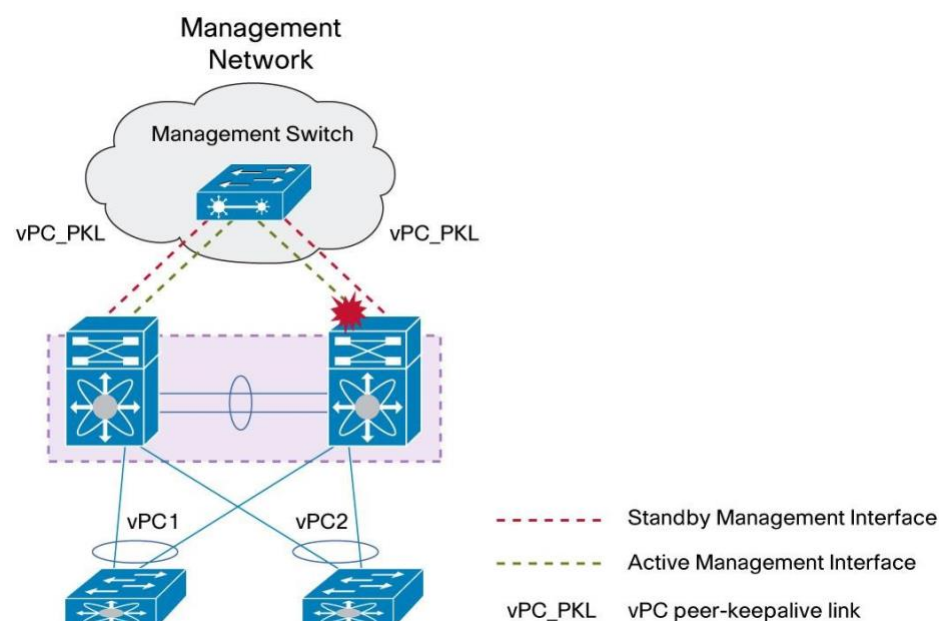 Management
Network
Management Switch
vPC_PKL
vPC_PKL
vPC1
vPC2
Standby Management Interface
Active Management Interface
vPC_PKL vPC peer-keepalive link